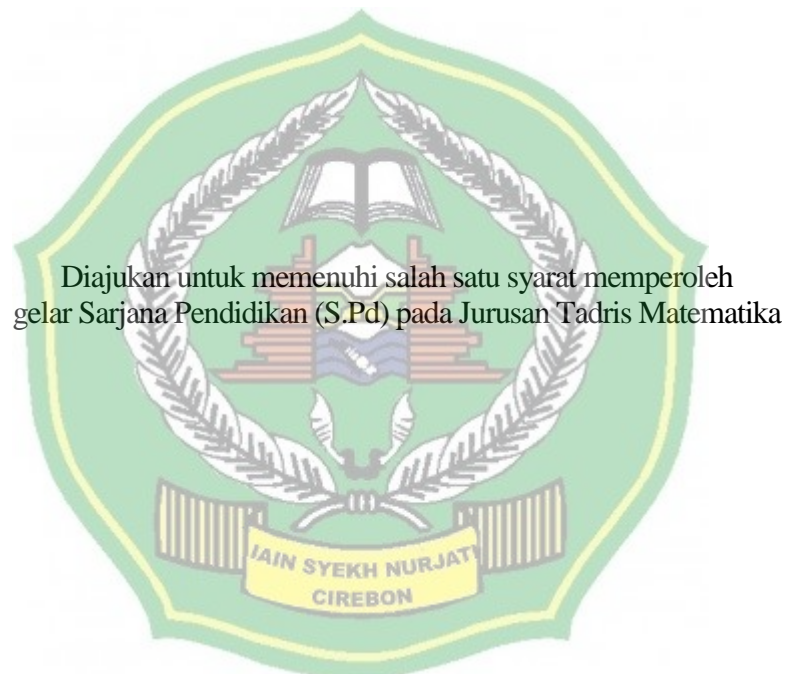 Diajukan untuk memenuhi salah satu syarat memperoleh
gelar Sarjana Pendidikan (S.Pd) pada Jurusan Tadris Matematika
IAIN SYEKH NURJATI
CIREBON